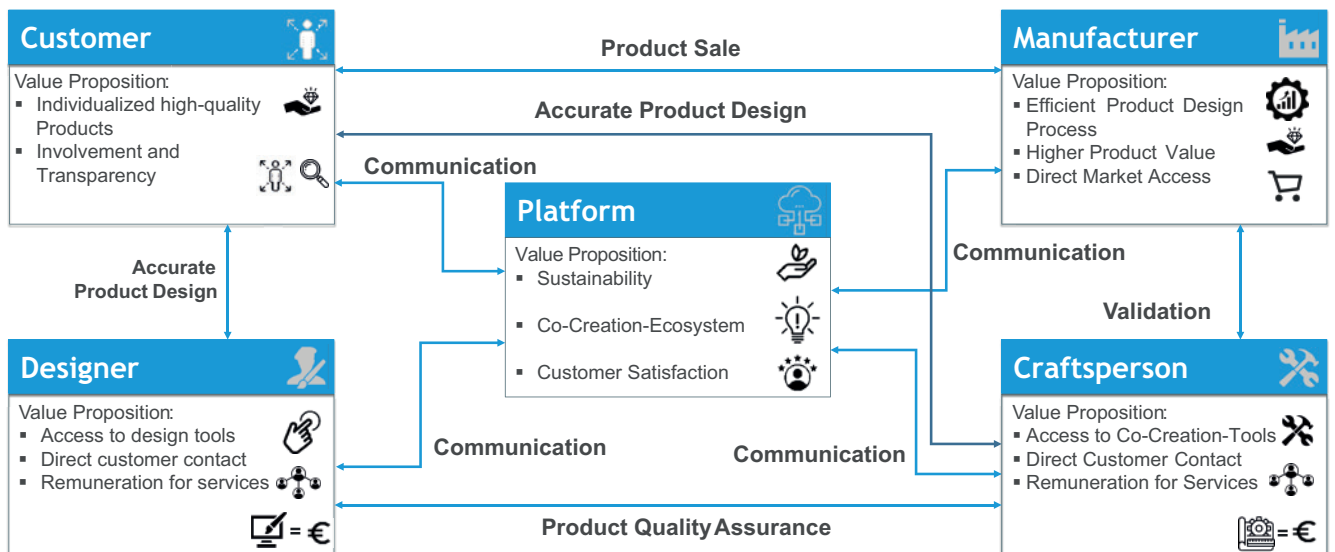 Customer
Value Proposition:
▪ Individualized high-quality
Products
▪ Involvement and
Transparency
Product Sale
Accurate Product Design
Communication
Manufacturer
Value Proposition:
▪ Efficient Product Design
Process
▪ Higher Product Value
▪ Direct Market Access
Platform
Value Proposition:
▪ Sustainability
▪ Co-Creation-Ecosystem
▪ Customer Satisfaction
Communication
Accurate
Product Design
Validation
Designer
Value Proposition:
▪ Access to design tools
▪ Direct customer contact
▪ Remuneration for services
= €
Communication
Communication
Product Quality Assurance
Craftsperson
Value Proposition:
▪ Access to Co-Creation-Tools
▪ Direct Customer Contact
▪ Remuneration for Services
= €